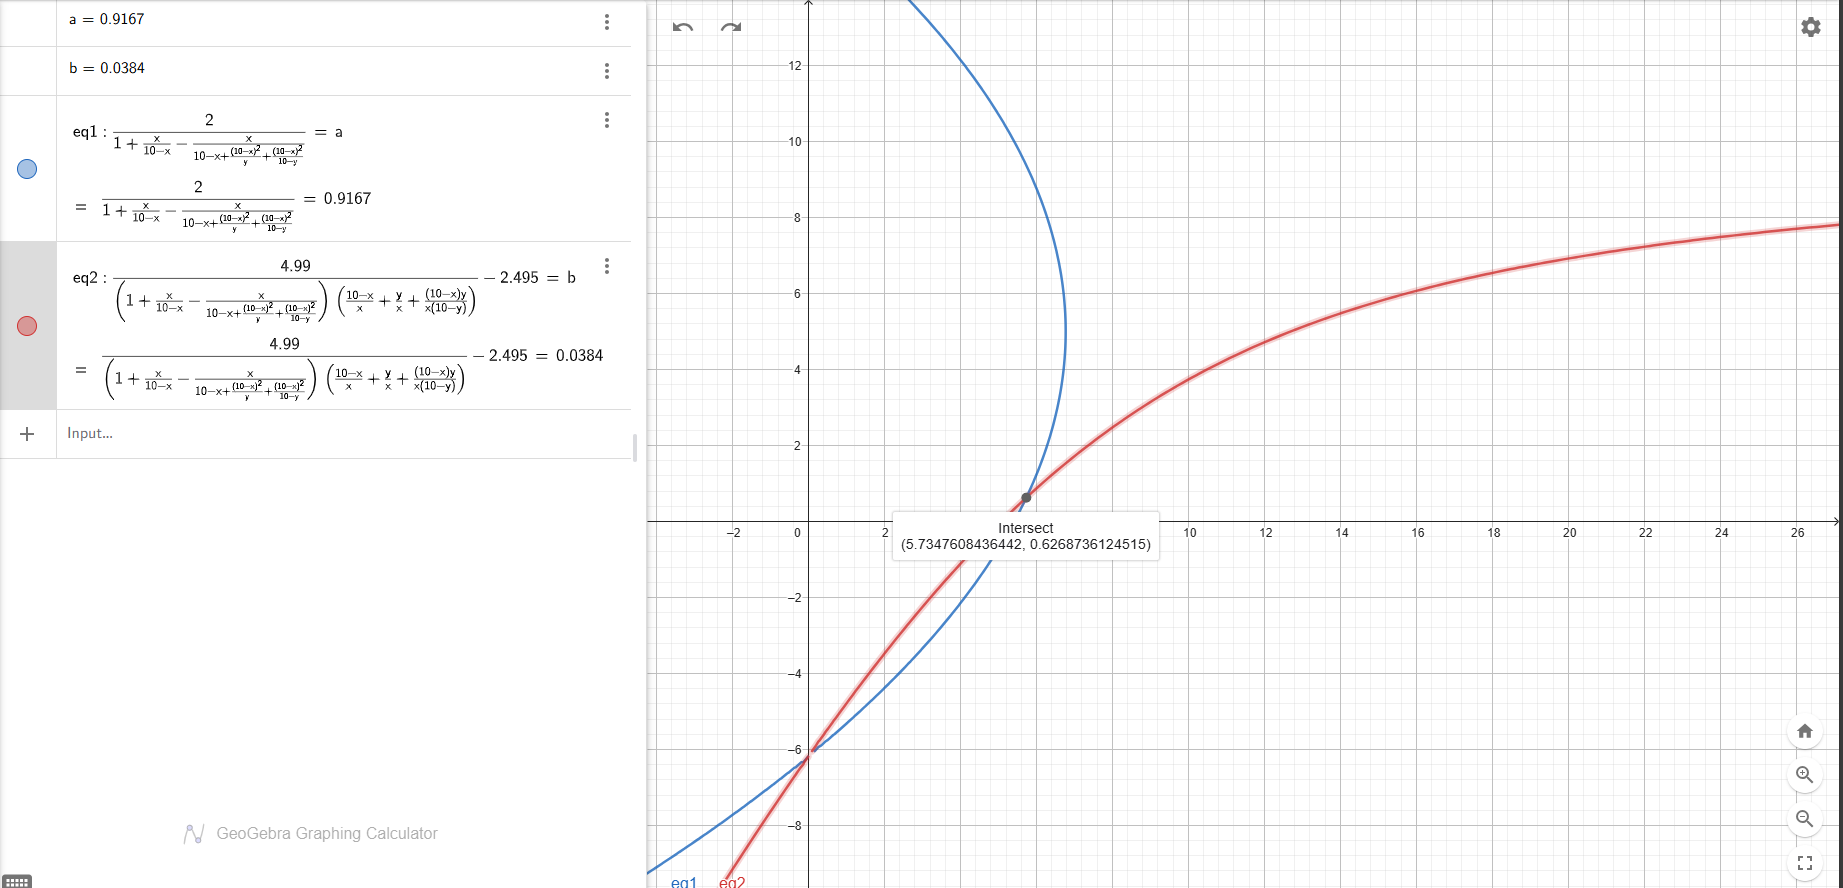 a = 0.9167
b = 0.0384
eq1 : 2 / (1 + x/(10−x) − x/(10−x+(10−x)²/y+(10−x)²/(10−y))) = a
= 2 / (1 + x/(10−x) − x/(10−x+(10−x)²/y+(10−x)²/(10−y))) = 0.9167
eq2 : 4.99 / ((1 + x/(10−x) − x/(10−x+(10−x)²/y+(10−x)²/(10−y))) ((10−x)/x + y/x + (10−x)y/(x(10−y)))) − 2.495 = b
= 4.99 / ((1 + x/(10−x) − x/(10−x+(10−x)²/y+(10−x)²/(10−y))) ((10−x)/x + y/x + (10−x)y/(x(10−y)))) − 2.495 = 0.0384
+ Input...
GeoGebra Graphing Calculator
12
10
8
6
4
2
−2 0 2 10 12 14 16 18 20 22 24 26
Intersect
(5.7347608436442, 0.6268736124515)
−2
−4
−6
−8
eq1 eq2